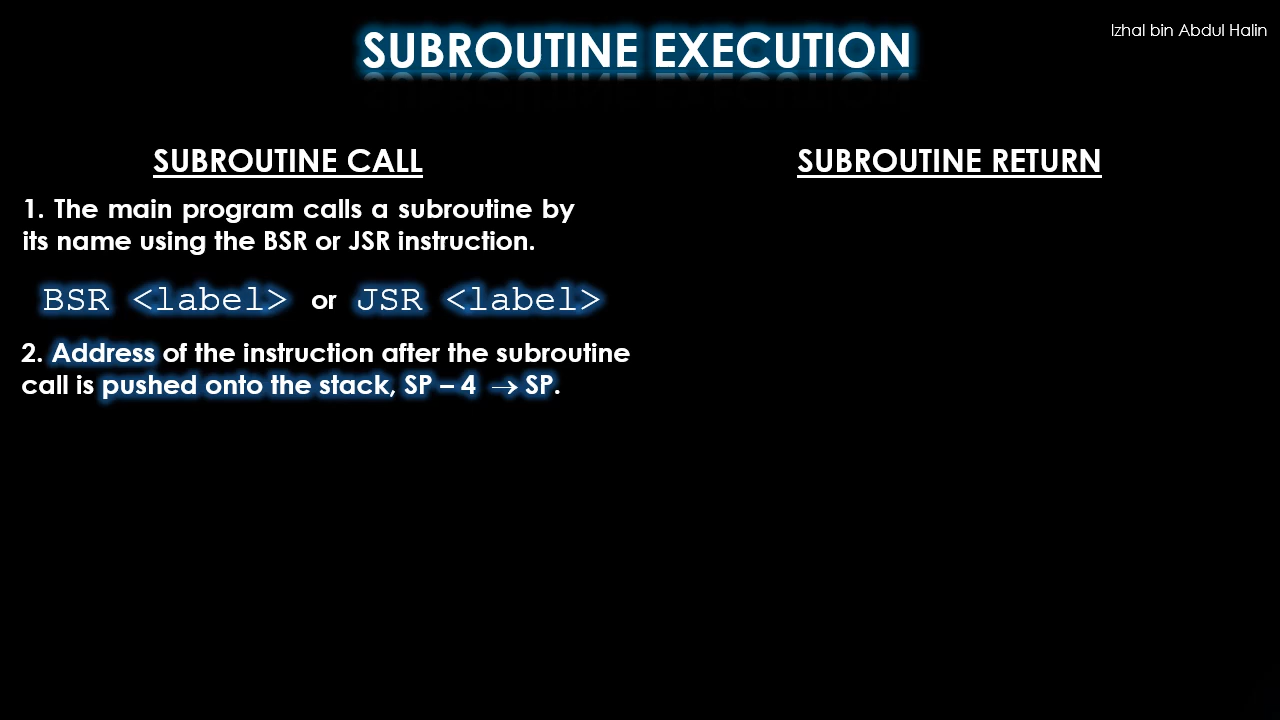 SUBROUTINE EXECUTION
Izhal bin Abdul Halin
SUBROUTINE CALL
1. The main program calls a subroutine by
its name using the BSR or JSR instruction.
BSR <label> or JSR <label>
2. Address of the instruction after the subroutine
call is pushed onto the stack, SP – 4 → SP.
SUBROUTINE RETURN